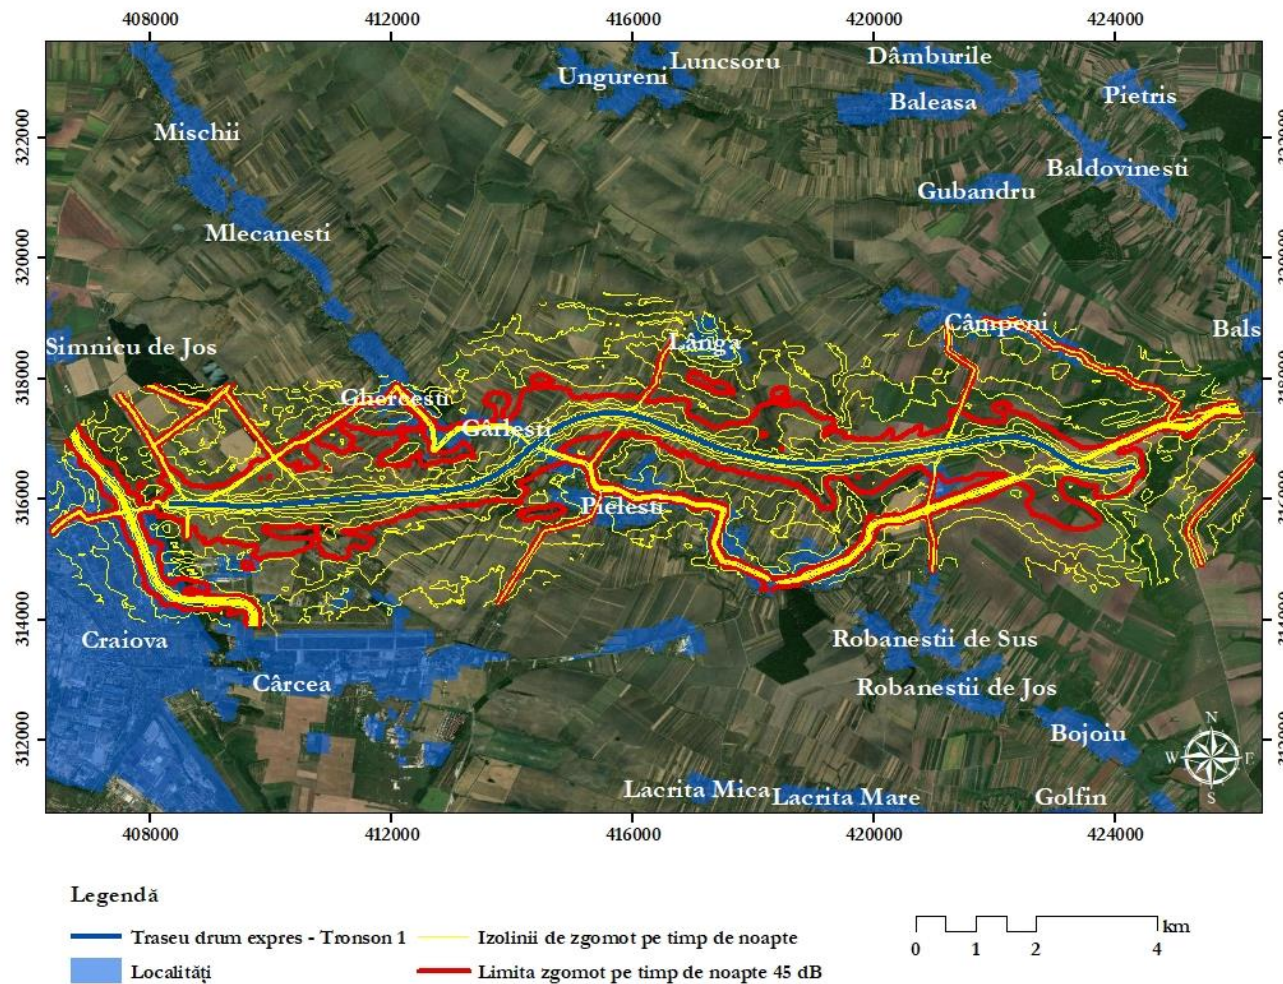 408000 412000 416000 420000 424000
Dâmburile
Luncsoru
Ungureni
Baleasa
Pietris
322000
Mischii
Baldovinesti
Gubandru
Mlecanesti
320000
Câmpeni
Bals
Lânga
Simnicu de Jos
318000
Ghercesti
Gârlesti
316000
Pielesti
314000
Craiova
Robanestii de Sus
Cârcea
Robanestii de Jos
Bojoiu
312000
N
W E
S
Lacrita Mica
Lacrita Mare
Golfin
408000 412000 416000 420000 424000
Legendă
Traseu drum expres - Tronson 1
Izolinii de zgomot pe timp de noapte
Localități
Limita zgomot pe timp de noapte 45 dB
km
0 1 2 4